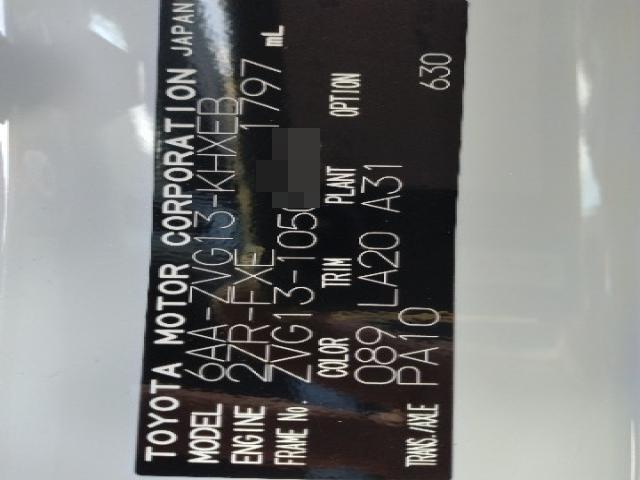 TOYOTA MOTOR CORPORATION JAPAN
MODEL 6AA-ZVG13-KHXEB
ENGINE 2ZR-FXE 1797 mL
FRAME No. ZVG13-105
COLOR TRIM PLANT OPTION
089 LA20 A31 630
TRANS./AXLE PA10